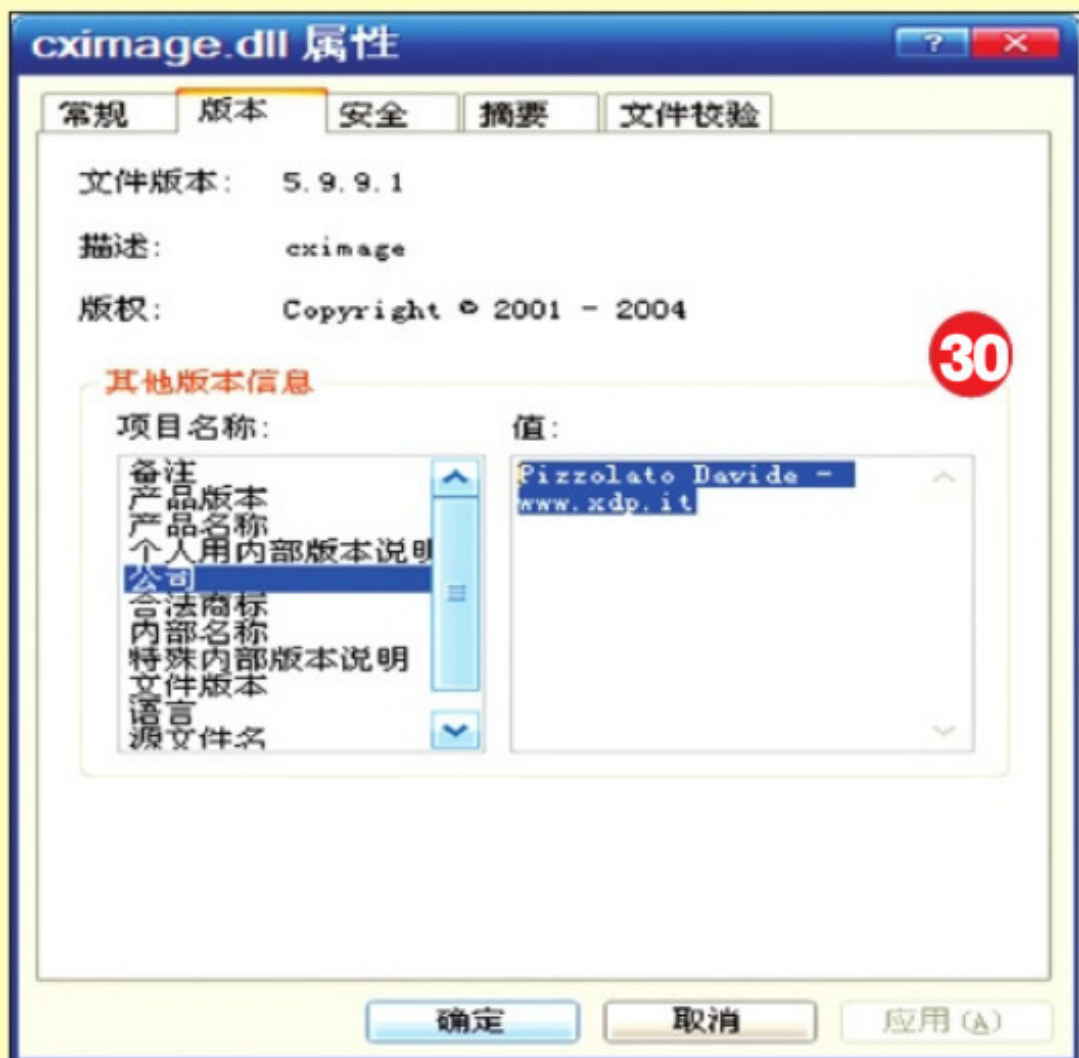 cximage.dll 属性
常规 版本 安全 摘要 文件校验
文件版本: 5.9.9.1
描述: cximage
版权: Copyright © 2001 - 2004
30
其他版本信息
项目名称: 值:
备注
产品版本
产品名称
个人用内部版本说明
公司
合法商标
内部名称
特殊内部版本说明
文件版本
语言
源文件名
Pizzolato Davide -
www.xdp.it
确定 取消 应用(A)